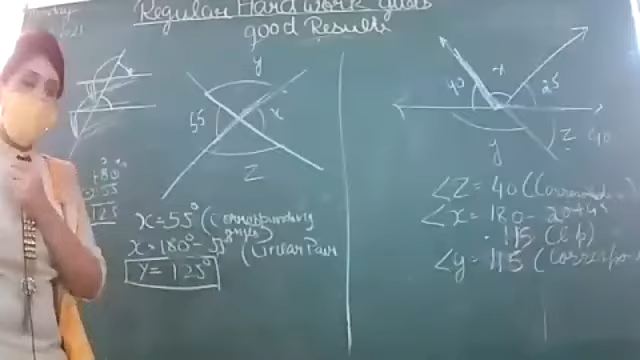 Regular Hard work gives
good Results
y
55
x
Z
180
55
125
x = 55° (Corresponding
angles)
x = 180° - 55° (Linear Pair
y = 125°
40
x
25
y
Z = 40
∠Z = 40 (
∠x = 180 -
115 (
∠y = 115 (Correspon